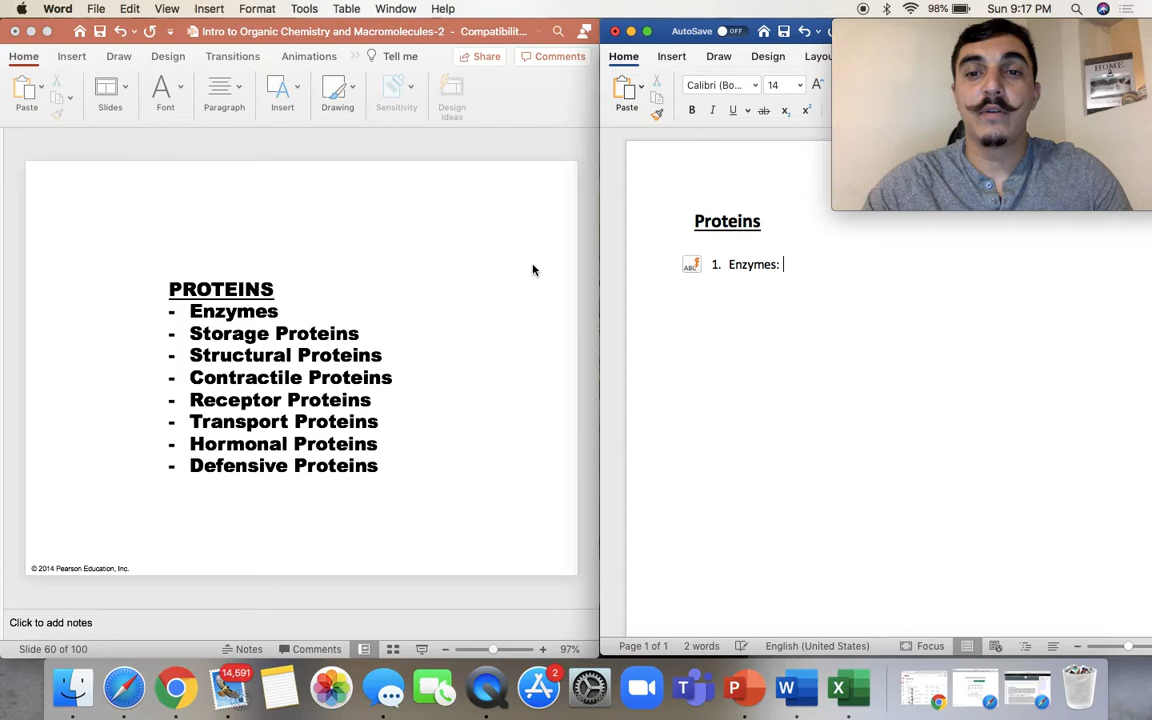 Word File Edit View Insert Format Tools Table Window Help 98% Sun 9:17 PM
Intro to Organic Chemistry and Macromolecules-2 - Compatibilit...
AutoSave OFF
Home Insert Draw Design Transitions Animations Tell me Share Comments
Home Insert Draw Design Layou
Paste Slides Font Paragraph Insert Drawing Sensitivity Design Ideas
Paste Calibri (Bo... 14
PROTEINS
- Enzymes
- Storage Proteins
- Structural Proteins
- Contractile Proteins
- Receptor Proteins
- Transport Proteins
- Hormonal Proteins
- Defensive Proteins
© 2014 Pearson Education, Inc.
Click to add notes
Slide 60 of 100 Notes Comments 97%
HOME
Proteins
1. Enzymes:
Page 1 of 1 2 words English (United States) Focus
14,691
2